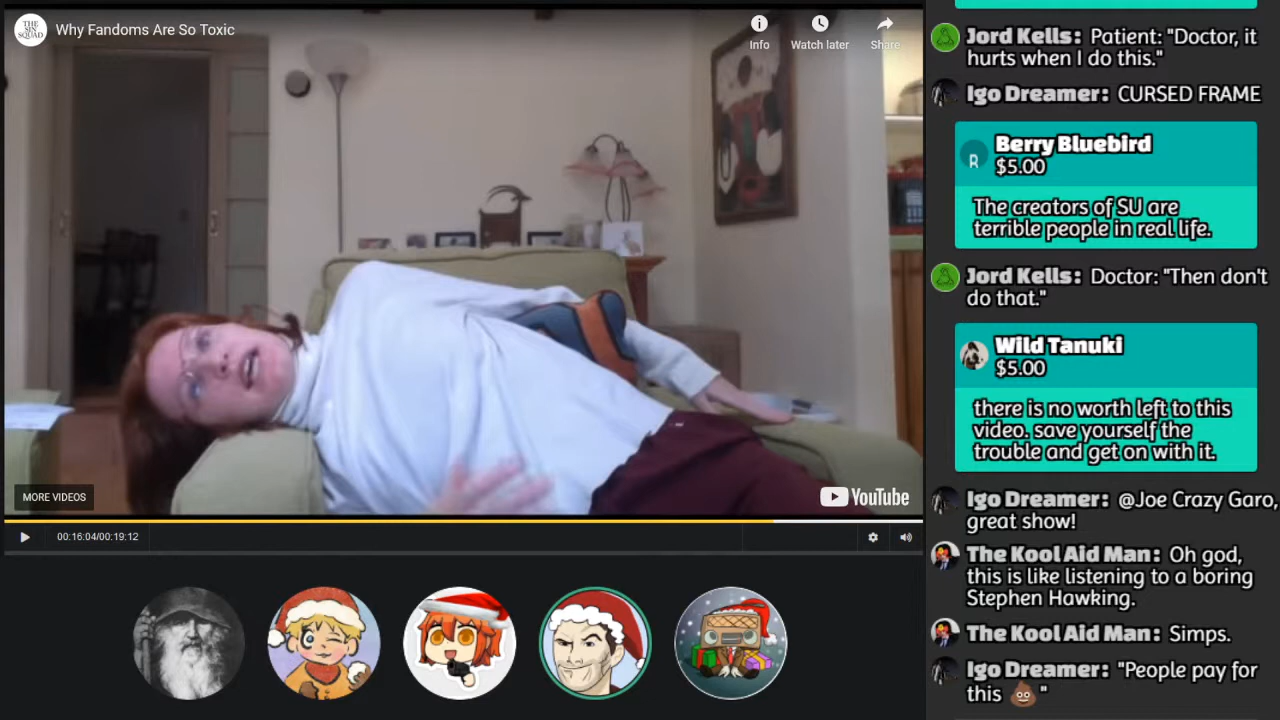 THE
SIN
SQUAD
Why Fandoms Are So Toxic
Info
Watch later
Share
MORE VIDEOS
YouTube
00:16:04/00:19:12
Jord Kells: Patient: "Doctor, it
hurts when I do this."
Igo Dreamer: CURSED FRAME
R
Berry Bluebird
$5.00
The creators of SU are
terrible people in real life.
Jord Kells: Doctor: "Then don't
do that."
Wild Tanuki
$5.00
there is no worth left to this
video. save yourself the
trouble and get on with it.
Igo Dreamer: @Joe Crazy Garo,
great show!
The Kool Aid Man: Oh god,
this is like listening to a boring
Stephen Hawking.
The Kool Aid Man: Simps.
Igo Dreamer: "People pay for
this 💩"